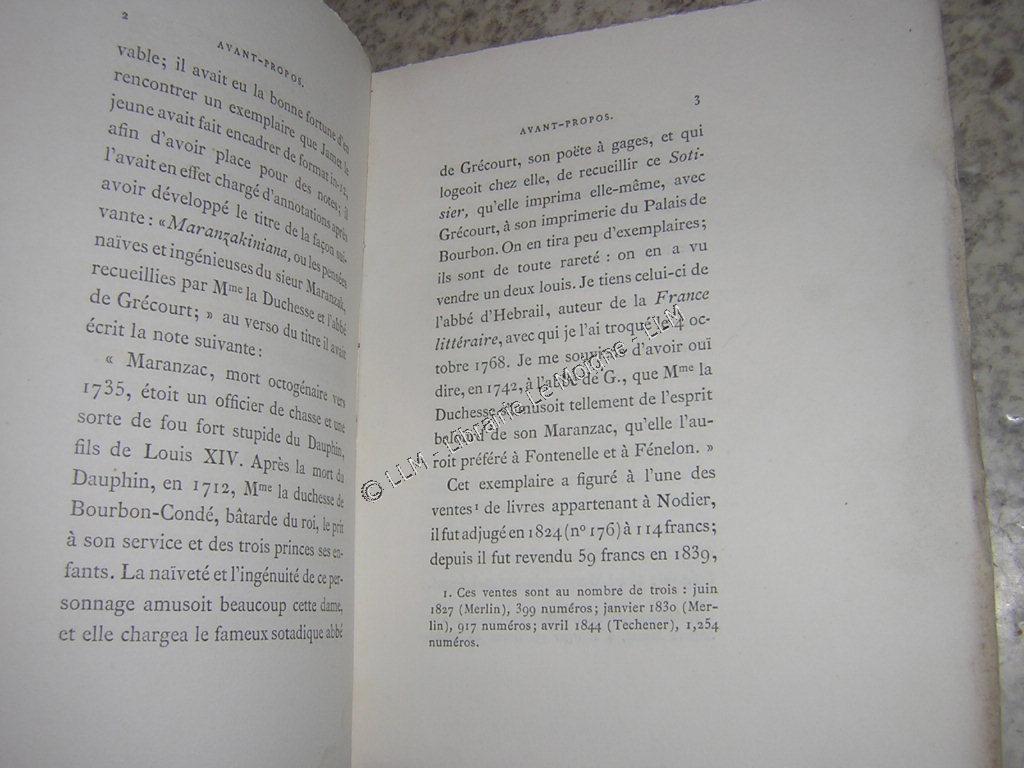 2
AVANT-PROPOS.
vable; il avait eu la bonne fortune d'en
rencontrer un exemplaire que Jamet le
jeune avait fait encadrer de format in-12,
afin d'avoir place pour des notes; il
l'avait en effet chargé d'annotations après
avoir développé le titre de la façon sui-
vante : « Maranzakiniana, ou les pensées
naïves et ingénieuses du sieur Maranzak,
recueillies par Mme la Duchesse et l'abbé
de Grécourt; » au verso du titre il avait
écrit la note suivante :
« Maranzac, mort octogénaire vers
1735, étoit un officier de chasse et une
sorte de fou fort stupide du Dauphin,
fils de Louis XIV. Après la mort du
Dauphin, en 1712, Mme la duchesse de
Bourbon-Condé, bâtarde du roi, le prit
à son service et des trois princes ses en-
fants. La naïveté et l'ingénuité de ce per-
sonnage amusoit beaucoup cette dame,
et elle chargea le fameux sotadique abbé
3
AVANT-PROPOS.
de Grécourt, son poëte à gages, et qui
logeoit chez elle, de recueillir ce Soti-
sier, qu'elle imprima elle-même, avec
Grécourt, à son imprimerie du Palais de
Bourbon. On en tira peu d'exemplaires;
ils sont de toute rareté : on en a vu
vendre un deux louis. Je tiens celui-ci de
l'abbé d'Hebrail, auteur de la France
littéraire, avec qui je l'ai troqué le 4 oc-
tobre 1768. Je me souviens d'avoir ouï
dire, en 1742, à l'abbé de G., que Mme la
Duchesse s'amusoit tellement de l'esprit
de son Maranzac, qu'elle l'au-
roit préféré à Fontenelle et à Fénelon. »
Cet exemplaire a figuré à l'une des
ventes1 de livres appartenant à Nodier,
il fut adjugé en 1824 (no 176) à 114 francs;
depuis il fut revendu 59 francs en 1839,
1. Ces ventes sont au nombre de trois : juin
1827 (Merlin), 399 numéros; janvier 1830 (Mer-
lin), 917 numéros; avril 1844 (Techener), 1,254
numéros.
© LLM - Librairie Le Moigne - LLM